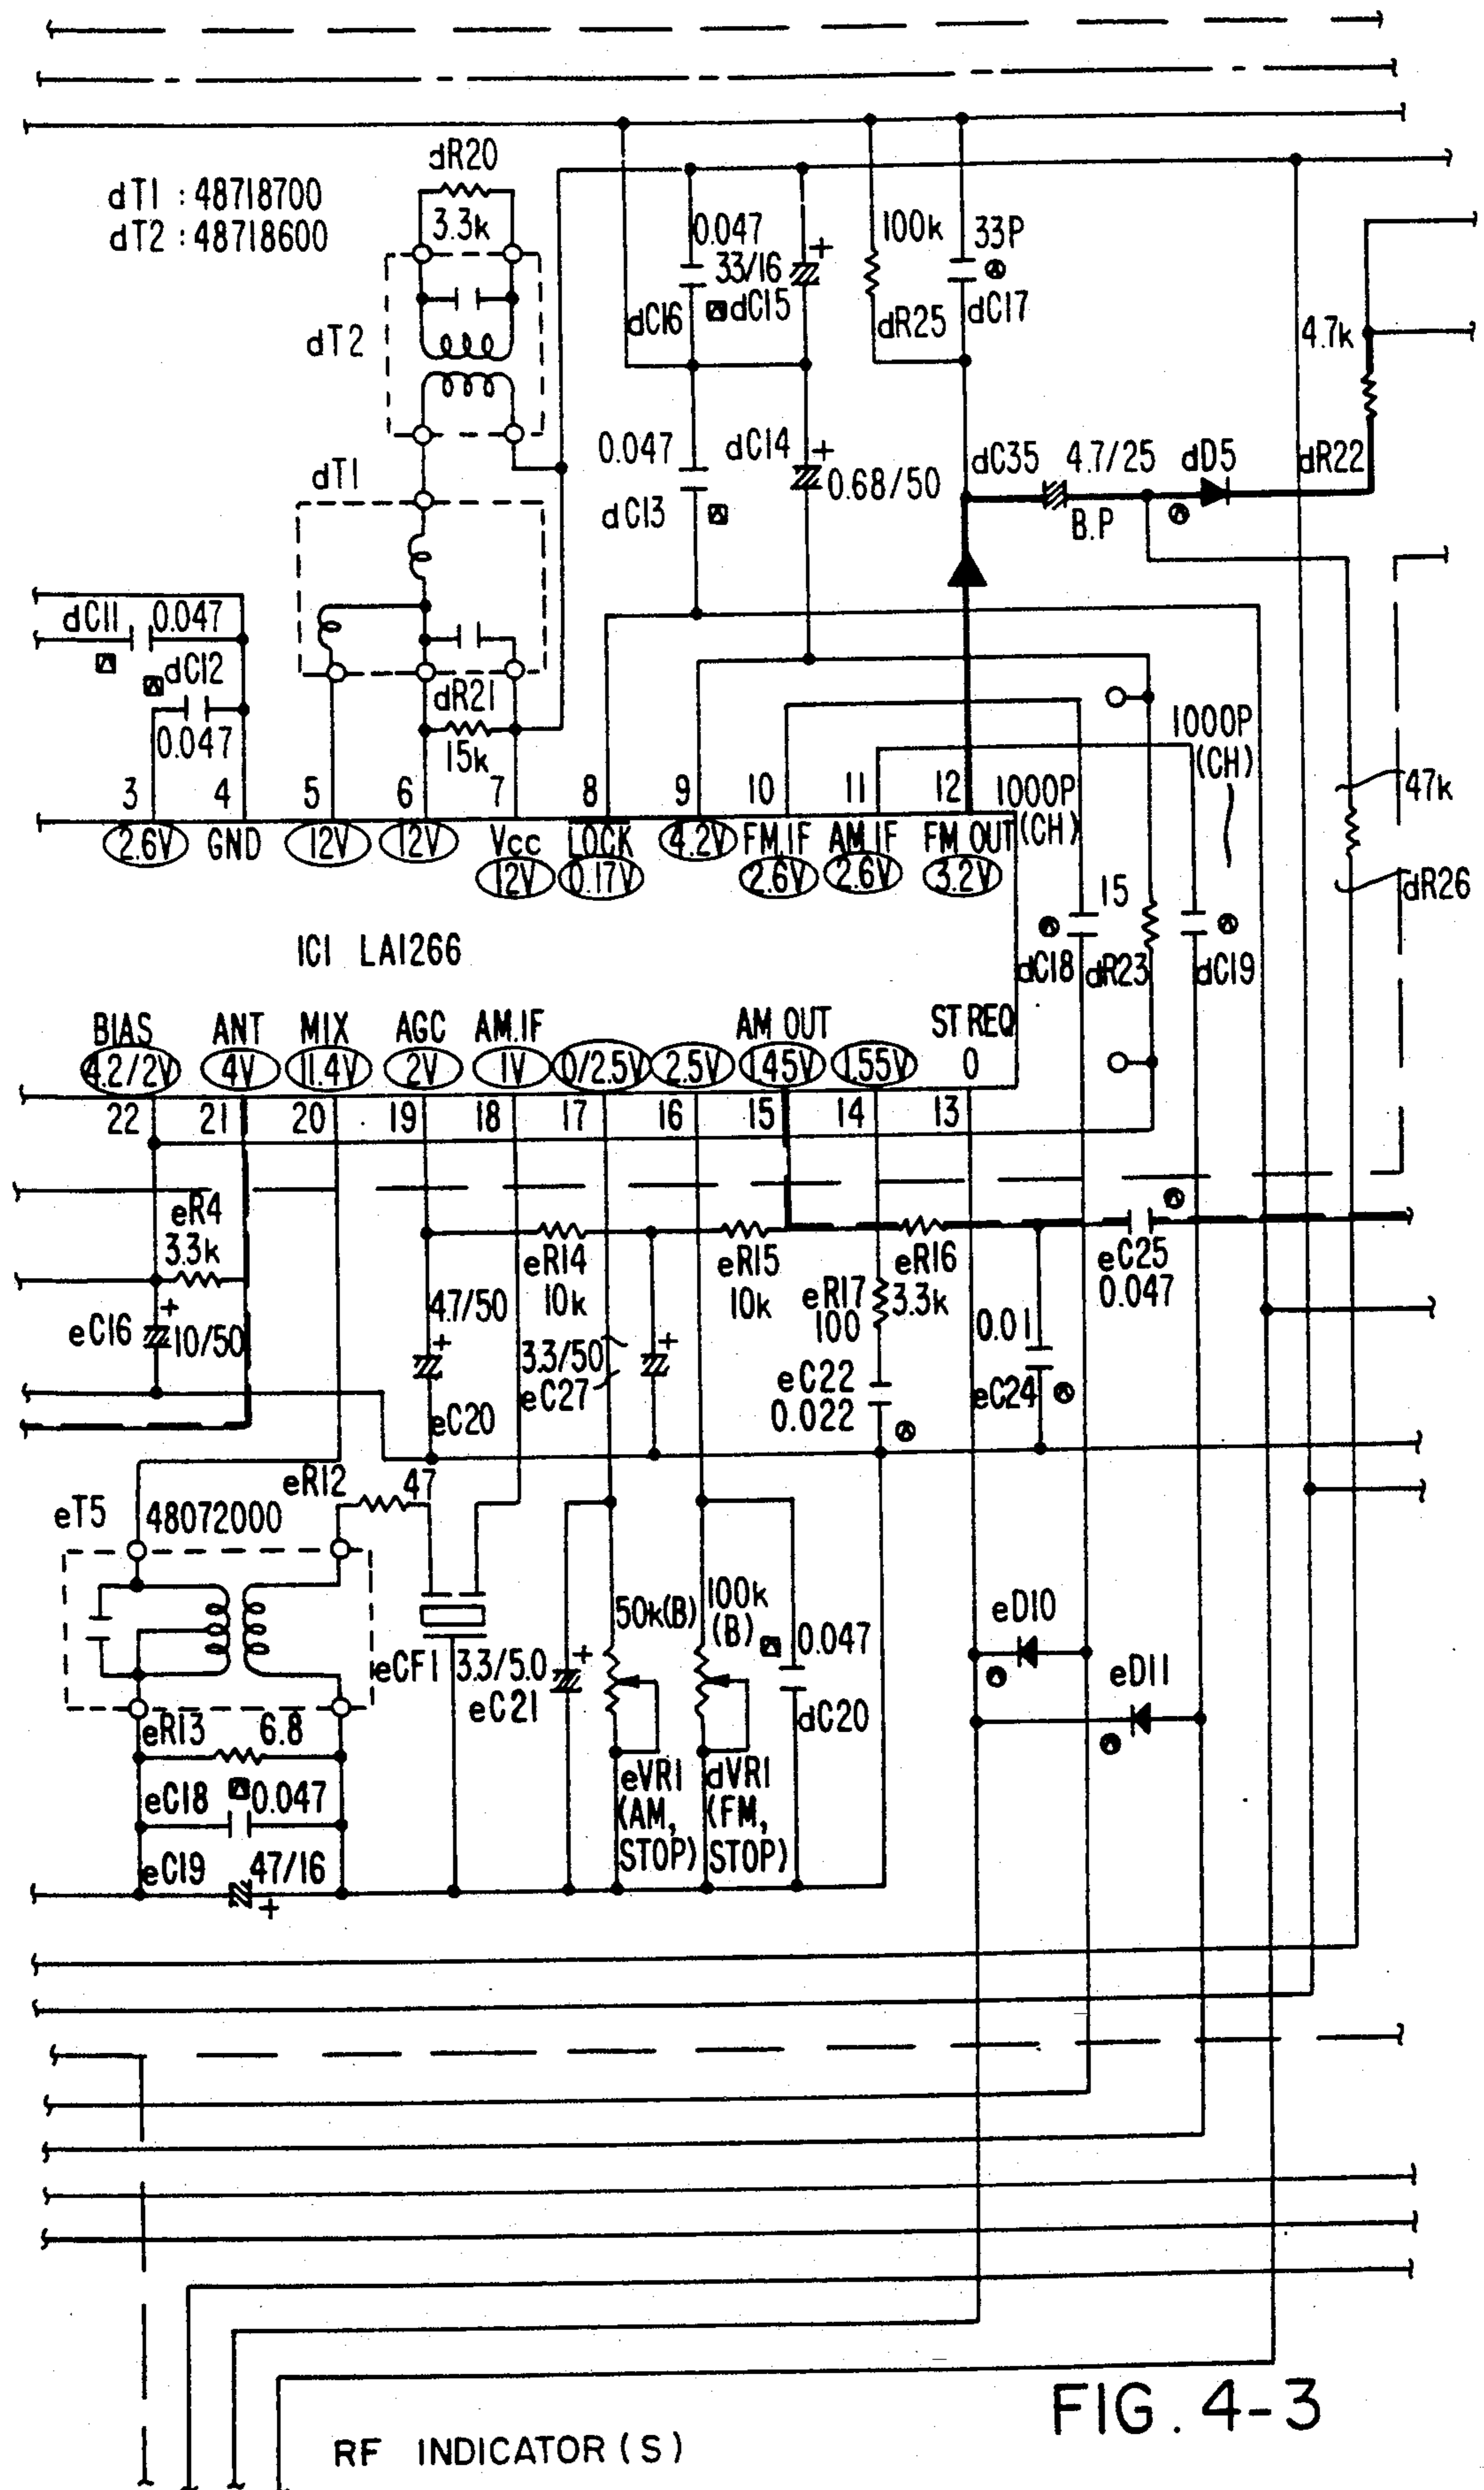 dR20
dT1 : 48718700
3.3k
dT2 : 48718600
0.047
33/16
+
100k
33P
dC16
dC15
dR25
dC17
dT2
4.7k
0.047
dC14
+
dC35
4.7/25
dD5
dR22
dT1
0.68/50
dC13
B.P
dC11
0.047
dC12
dR21
0.047
15k
1000P
(CH)
3
4
5
6
7
8
9
10
11
12
1000P
(CH)
47k
2.6V
GND
12V
12V
Vcc
12V
LOCK
0.17V
4.2V
FM.IF
2.6V
AM.IF
2.6V
FM OUT
3.2V
15
dR26
IC1 LA1266
dC18
dR23
dC19
BIAS
ANT
MIX
AGC
AM.IF
AM OUT
ST REQ
4.2/2V
4V
11.4V
2V
1V
0/2.5V
2.5V
1.45V
1.55V
0
22
21
20
19
18
17
16
15
14
13
eR4
3.3k
eR14
10k
eR15
10k
eR16
3.3k
eC25
0.047
eR17
100
+
eC16
10/50
4.7/50
+
3.3/50
eC27
+
0.01
eC22
0.022
eC24
eC20
eR12
47
eT5
48072000
50k(B)
100k
(B)
0.047
eD10
eCF1
3.3/5.0
+
eC21
dC20
eD11
eR13
6.8
eVR1
(AM,
STOP)
dVR1
(FM,
STOP)
eC18
0.047
eC19
47/16
+
FIG. 4-3
RF INDICATOR (S)